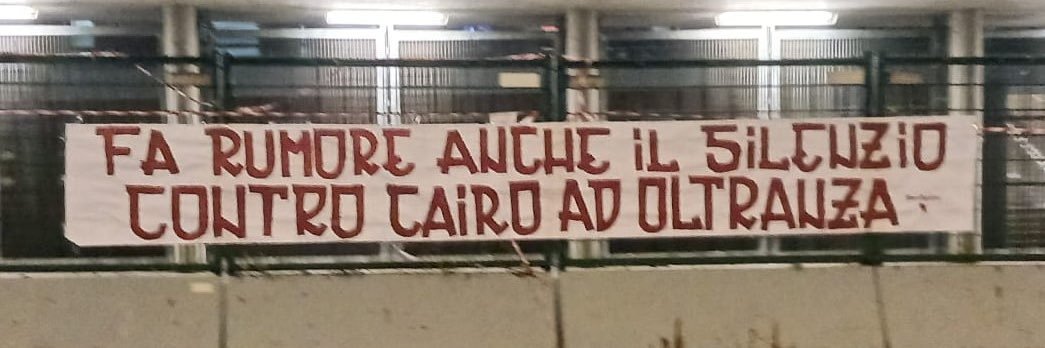 FA RUMORE ANCHE iL SiLENZiO
CONTRO CAiRO AD OLTRANZA